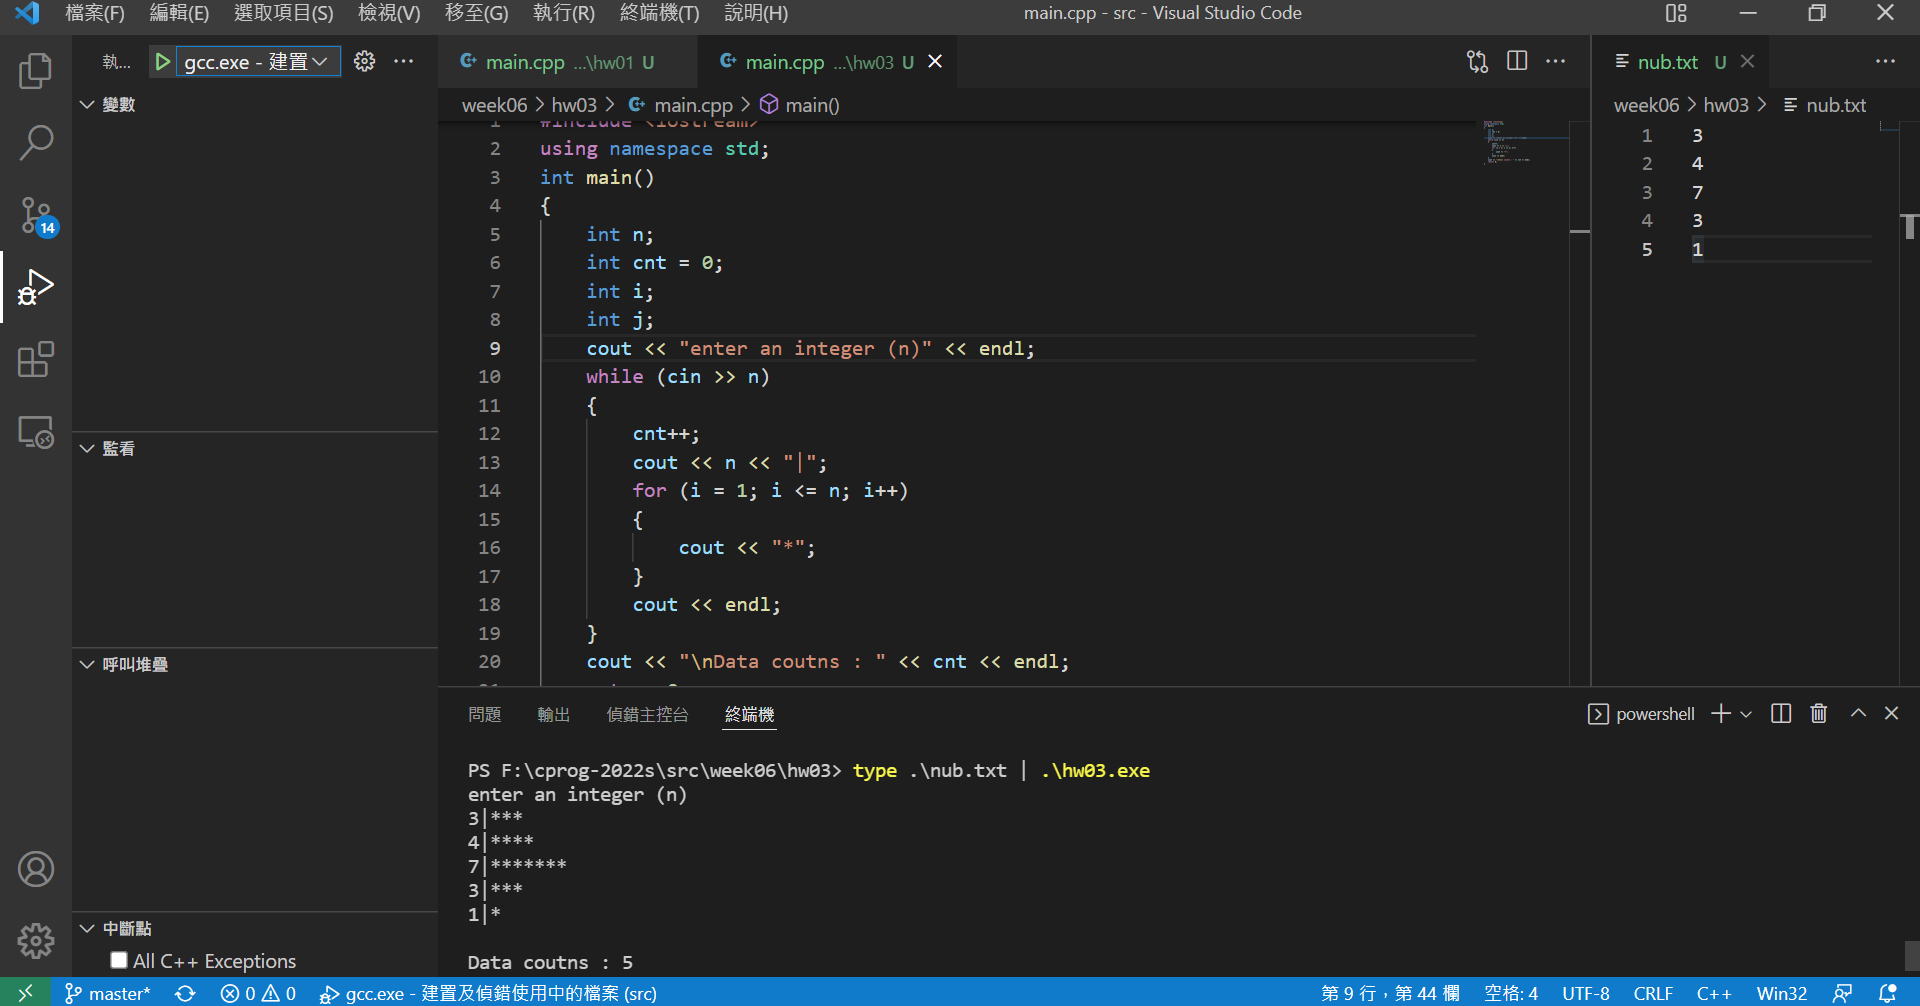 檔案(F) 編輯(E) 選取項目(S) 檢視(V) 移至(G) 執行(R) 終端機(T) 說明(H) main.cpp - src - Visual Studio Code
執... gcc.exe - 建置
變數
監看
呼叫堆疊
中斷點
All C++ Exceptions
14
main.cpp ...\hw01 U
main.cpp ...\hw03 U
week06 > hw03 > main.cpp > main()
1 #include <iostream>
2 using namespace std;
3 int main()
4 {
5 int n;
6 int cnt = 0;
7 int i;
8 int j;
9 cout << "enter an integer (n)" << endl;
10 while (cin >> n)
11 {
12 cnt++;
13 cout << n << "|";
14 for (i = 1; i <= n; i++)
15 {
16 cout << "*";
17 }
18 cout << endl;
19 }
20 cout << "\nData coutns : " << cnt << endl;
nub.txt U
week06 > hw03 > nub.txt
1 3
2 4
3 7
4 3
5 1
問題 輸出 偵錯主控台 終端機
powershell
PS F:\cprog-2022s\src\week06\hw03> type .\nub.txt | .\hw03.exe
enter an integer (n)
3|***
4|****
7|*******
3|***
1|*
Data coutns : 5
master* 0 0 gcc.exe - 建置及偵錯使用中的檔案 (src) 第 9 行，第 44 欄 空格: 4 UTF-8 CRLF C++ Win32